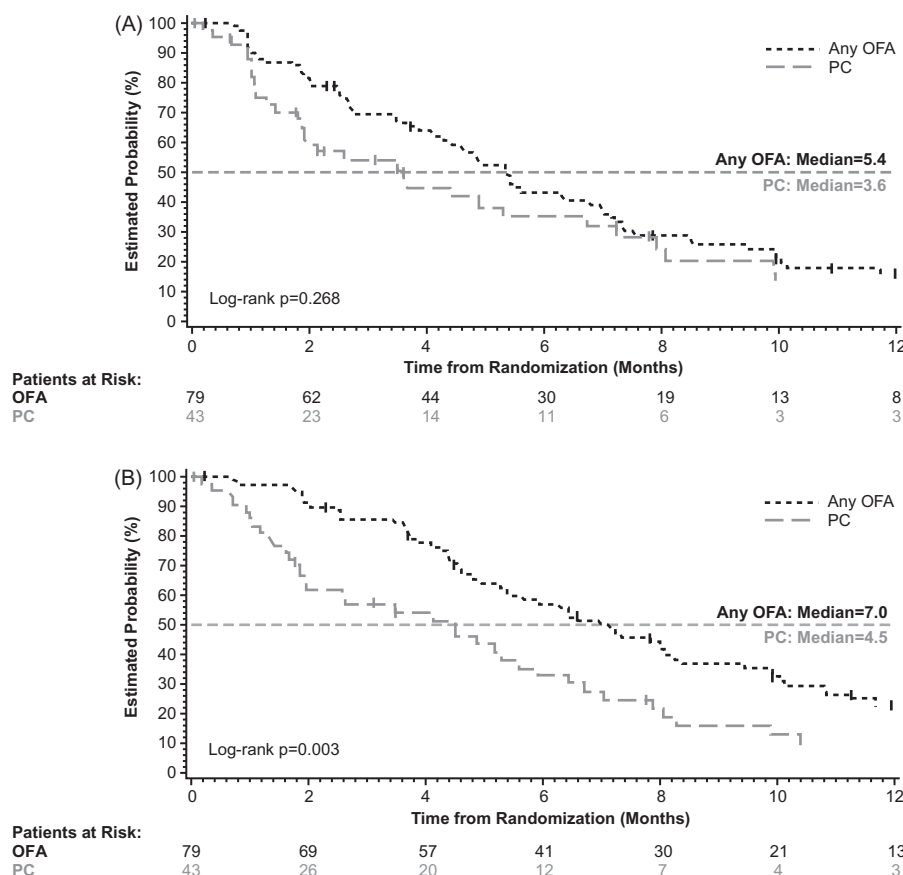 (A)
Estimated Probability (%)
100
90
80
70
60
50
40
30
20
10
0
Any OFA
PC
Any OFA: Median=5.4
PC: Median=3.6
Log-rank p=0.268
0 2 4 6 8 10 12
Time from Randomization (Months)
Patients at Risk:
OFA 79 62 44 30 19 13 8
PC 43 23 14 11 6 3 3
(B)
Estimated Probability (%)
100
90
80
70
60
50
40
30
20
10
0
Any OFA
PC
Any OFA: Median=7.0
PC: Median=4.5
Log-rank p=0.003
0 2 4 6 8 10 12
Time from Randomization (Months)
Patients at Risk:
OFA 79 69 57 41 30 21 13
PC 43 26 20 12 7 4 3